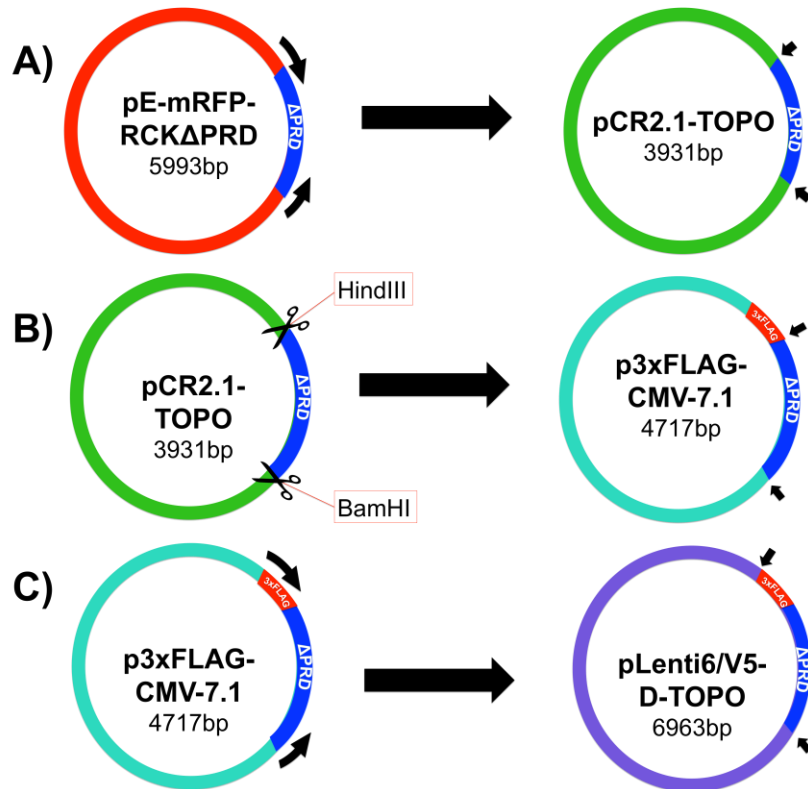 A)
pE-mRFP-
RCKΔPRD
5993bp
ΔPRD
pCR2.1-TOPO
3931bp
ΔPRD
B)
HindIII
pCR2.1-
TOPO
3931bp
ΔPRD
BamHI
3xFLAG
p3xFLAG-
CMV-7.1
4717bp
ΔPRD
C)
3xFLAG
p3xFLAG-
CMV-7.1
4717bp
ΔPRD
3xFLAG
pLenti6/V5-
D-TOPO
6963bp
ΔPRD